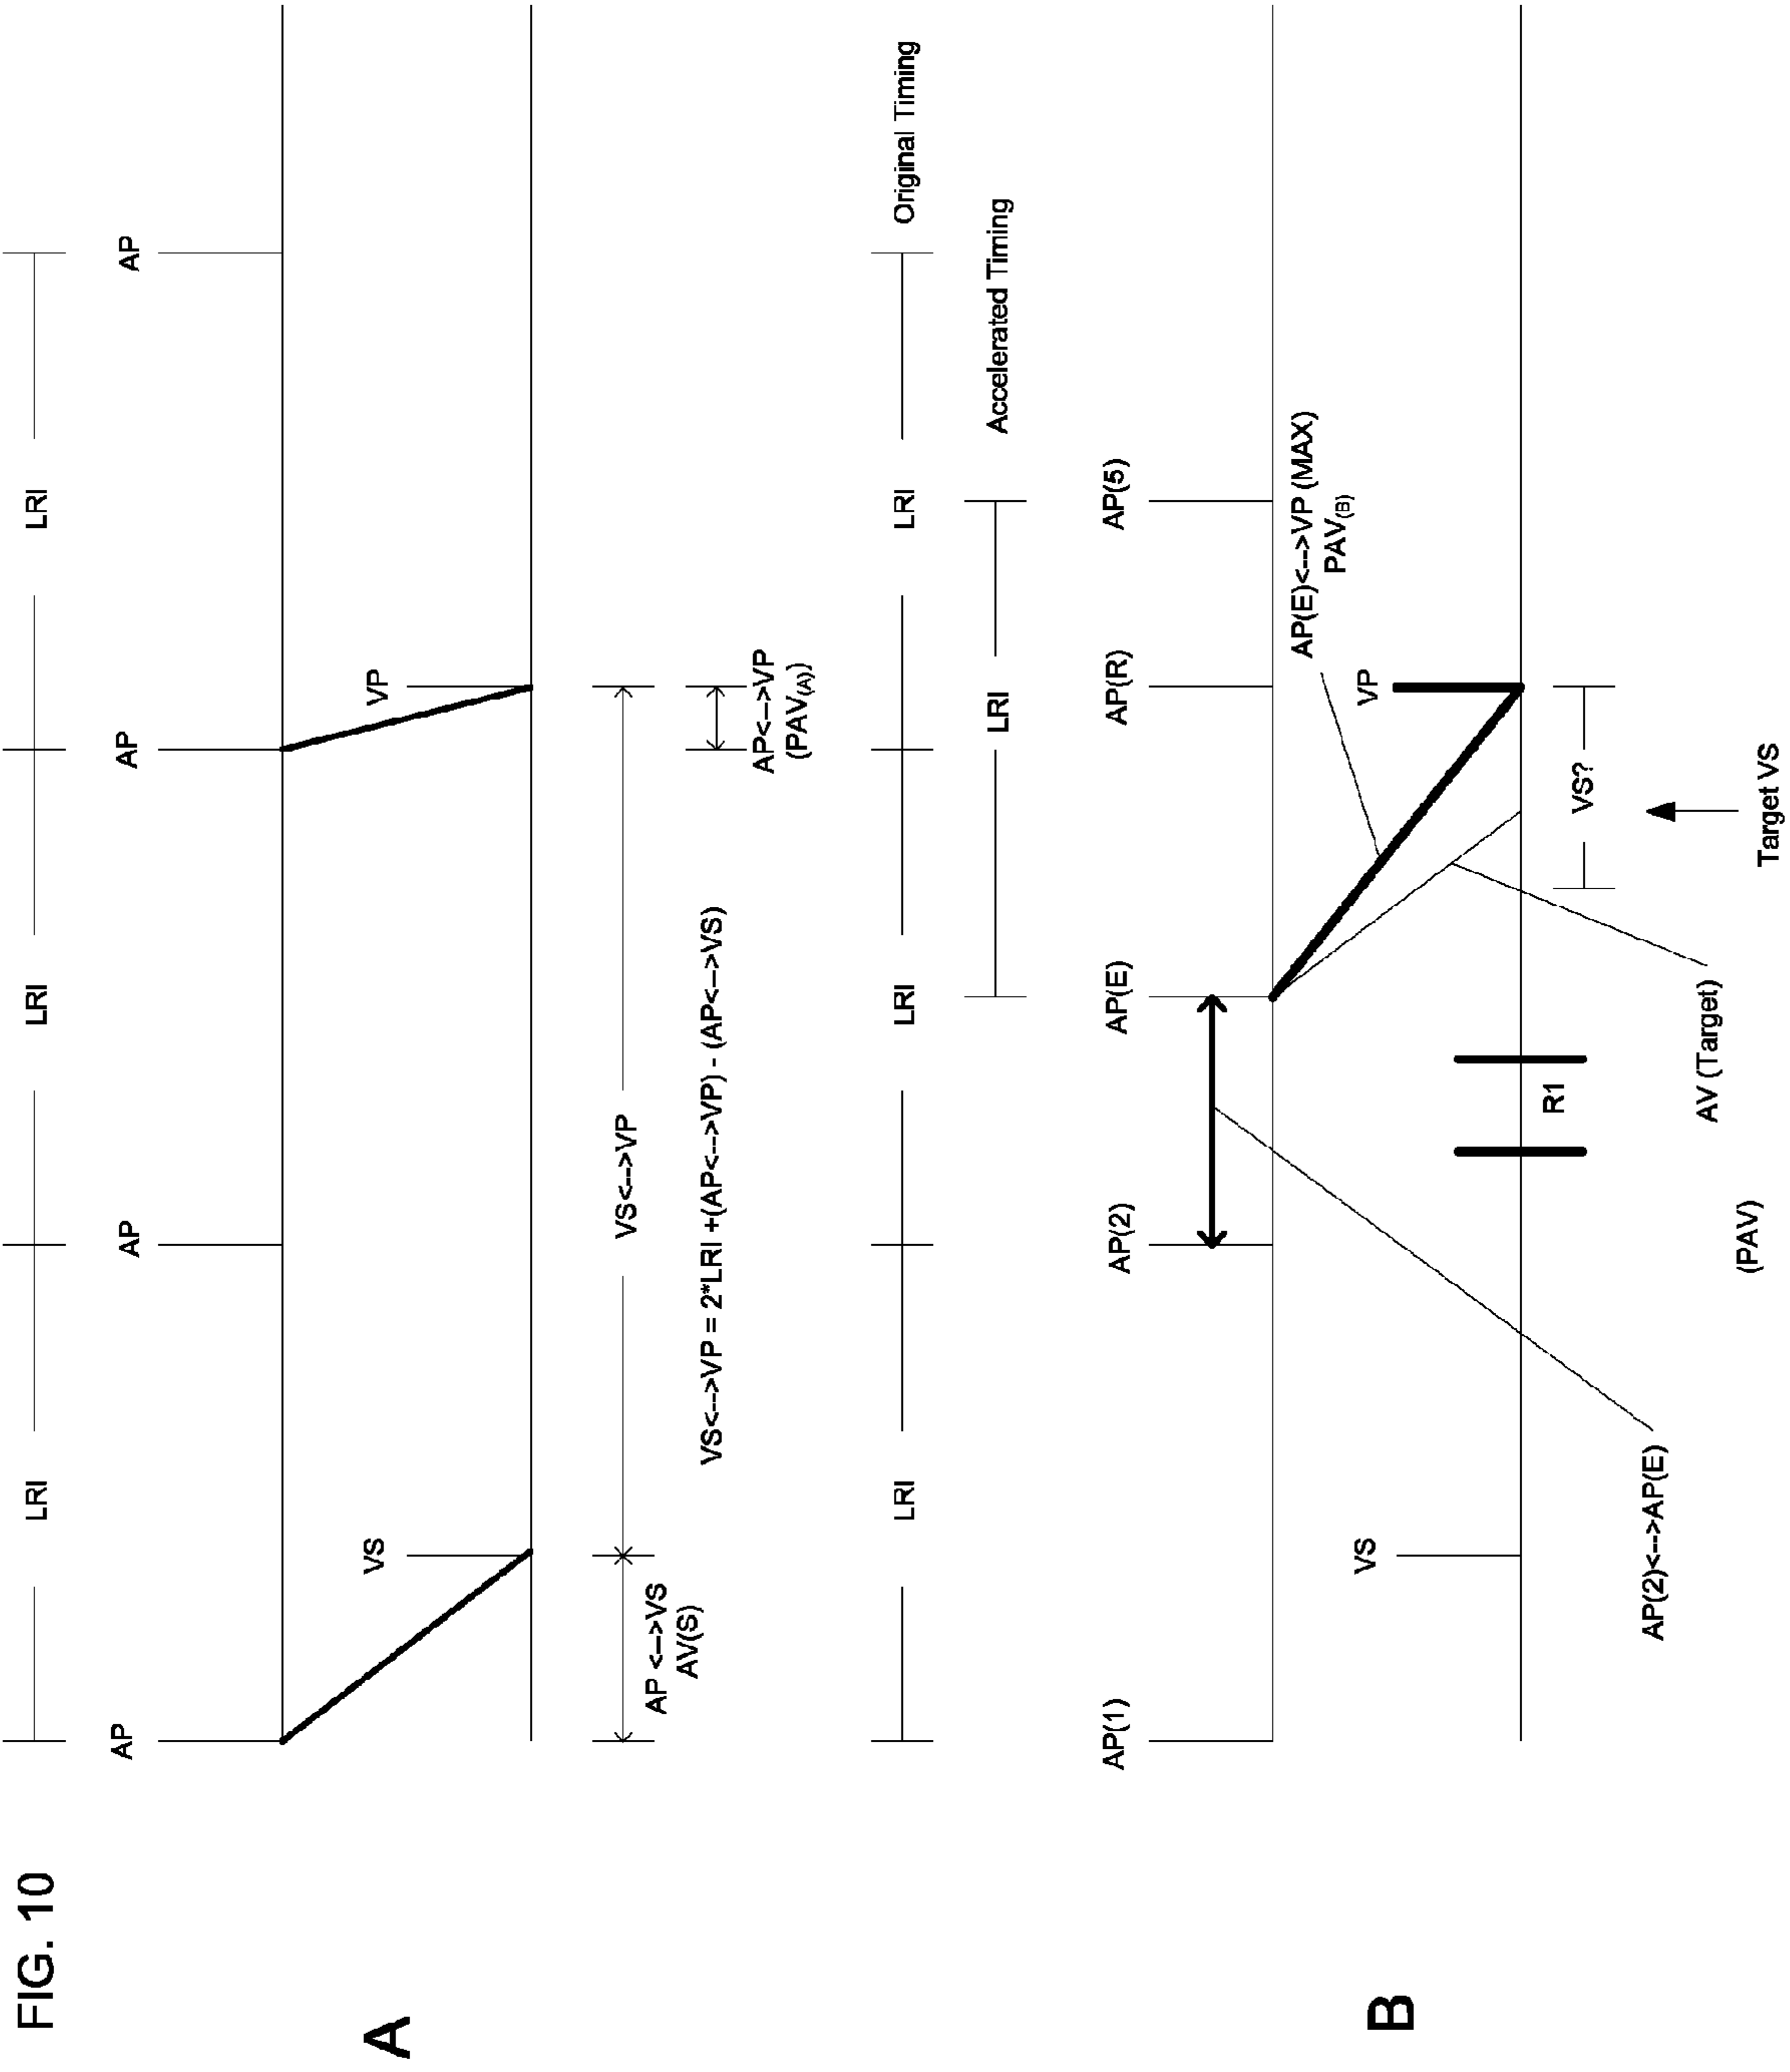 FIG. 10
A
LRI
LRI
LRI
AP
AP
AP
AP
VS
VP
VS<-->VP
AP <-->VS
AV(S)
VS<-->VP = 2*LRI +(AP<-->VP) - (AP<-->VS)
AP<-->VP
(PAV(A))
LRI
LRI
LRI
Original Timing
LRI
Accelerated Timing
B
AP(1)
AP(2)
AP(E)
AP(R)
AP(5)
AP(E)<-->VP (MAX)
PAV(B)
VS
VP
R1
VS?
AP(2)<-->AP(E)
AV (Target)
(PAV)
Target VS